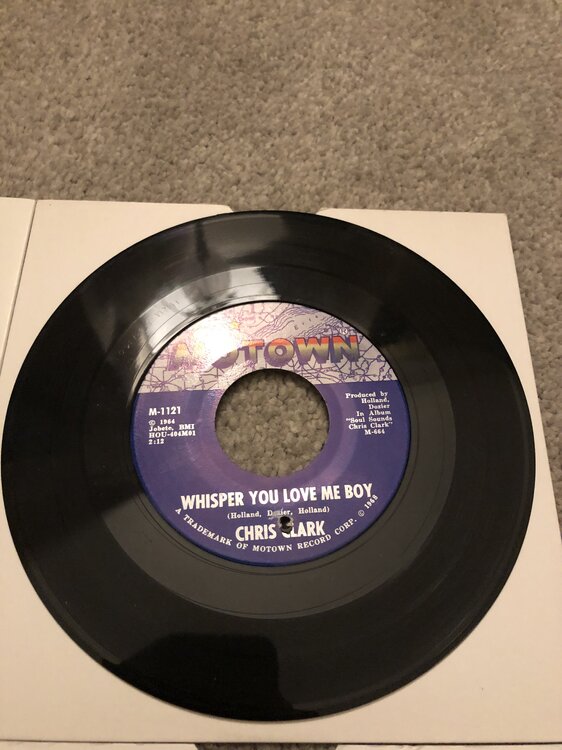 MOTOWN
M-1121
© 1964
Jobete, BMI
HOU-404M01
2:12
Produced by
Holland,
Dozier
In Album
"Soul Sounds
Chris Clark"
M-664
WHISPER YOU LOVE ME BOY
(Holland, Dozier, Holland)
CHRIS CLARK
A TRADEMARK OF MOTOWN RECORD CORP. © 1968